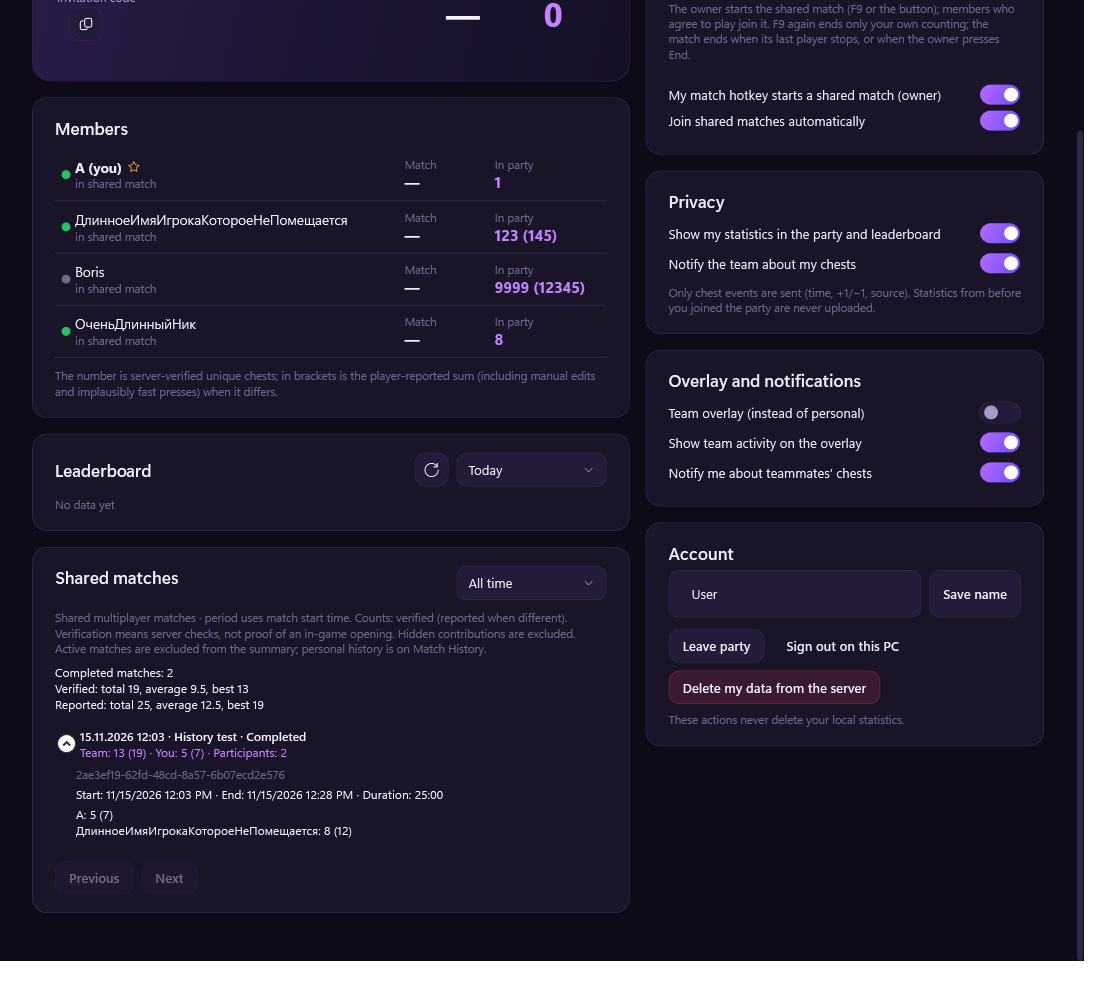 Invitation code
—
0
Members
A (you)
in shared match
Match
—
In party
1
ДлинноеИмяИгрокаКотороеНеПомещается
in shared match
Match
—
In party
123 (145)
Boris
in shared match
Match
—
In party
9999 (12345)
ОченьДлинныйНик
in shared match
Match
—
In party
8
The number is server-verified unique chests; in brackets is the player-reported sum (including manual edits
and implausibly fast presses) when it differs.
Leaderboard
Today
No data yet
Shared matches
All time
Shared multiplayer matches · period uses match start time. Counts: verified (reported when different).
Verification means server checks, not proof of an in-game opening. Hidden contributions are excluded.
Active matches are excluded from the summary; personal history is on Match History.
Completed matches: 2
Verified: total 19, average 9.5, best 13
Reported: total 25, average 12.5, best 19
15.11.2026 12:03 · History test · Completed
Team: 13 (19) · You: 5 (7) · Participants: 2
2ae3ef19-62fd-48cd-8a57-6b07ecd2e576
Start: 11/15/2026 12:03 PM · End: 11/15/2026 12:28 PM · Duration: 25:00
A: 5 (7)
ДлинноеИмяИгрокаКотороеНеПомещается: 8 (12)
Previous
Next
The owner starts the shared match (F9 or the button); members who
agree to play join it. F9 again ends only your own counting; the
match ends when its last player stops, or when the owner presses
End.
My match hotkey starts a shared match (owner)
Join shared matches automatically
Privacy
Show my statistics in the party and leaderboard
Notify the team about my chests
Only chest events are sent (time, +1/−1, source). Statistics from before
you joined the party are never uploaded.
Overlay and notifications
Team overlay (instead of personal)
Show team activity on the overlay
Notify me about teammates' chests
Account
User
Save name
Leave party
Sign out on this PC
Delete my data from the server
These actions never delete your local statistics.